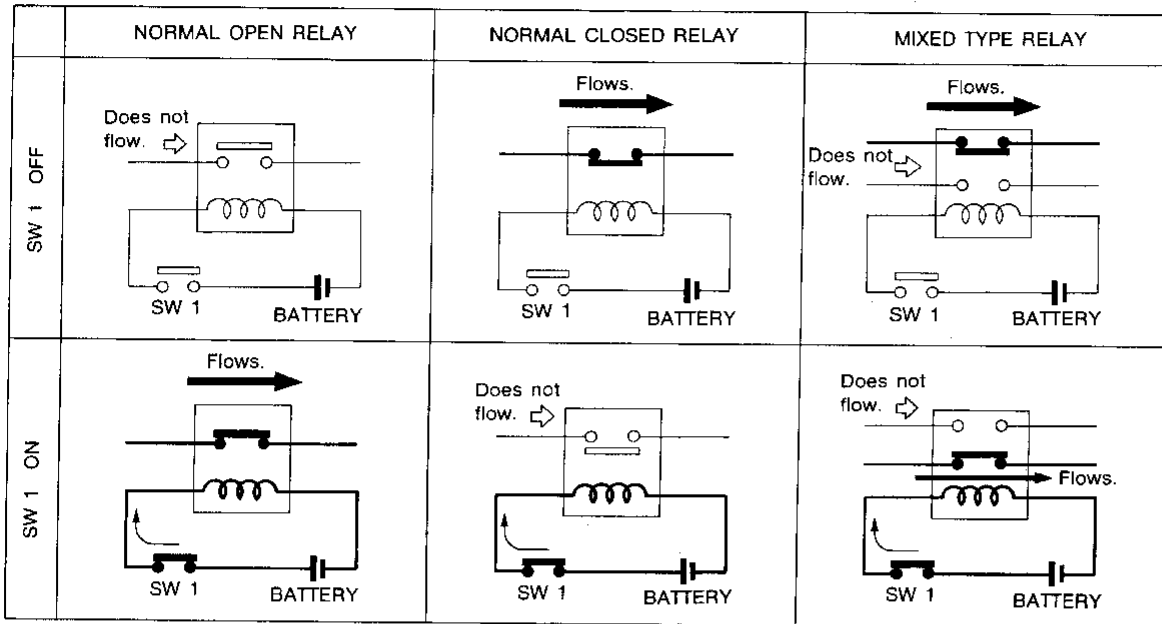 NORMAL OPEN RELAY
NORMAL CLOSED RELAY
MIXED TYPE RELAY
SW 1 OFF
Does not
flow.
SW 1
BATTERY
Flows.
SW 1
BATTERY
Flows.
Does not
flow.
SW 1
BATTERY
SW 1 ON
Flows.
SW 1
BATTERY
Does not
flow.
SW 1
BATTERY
Does not
flow.
Flows.
SW 1
BATTERY